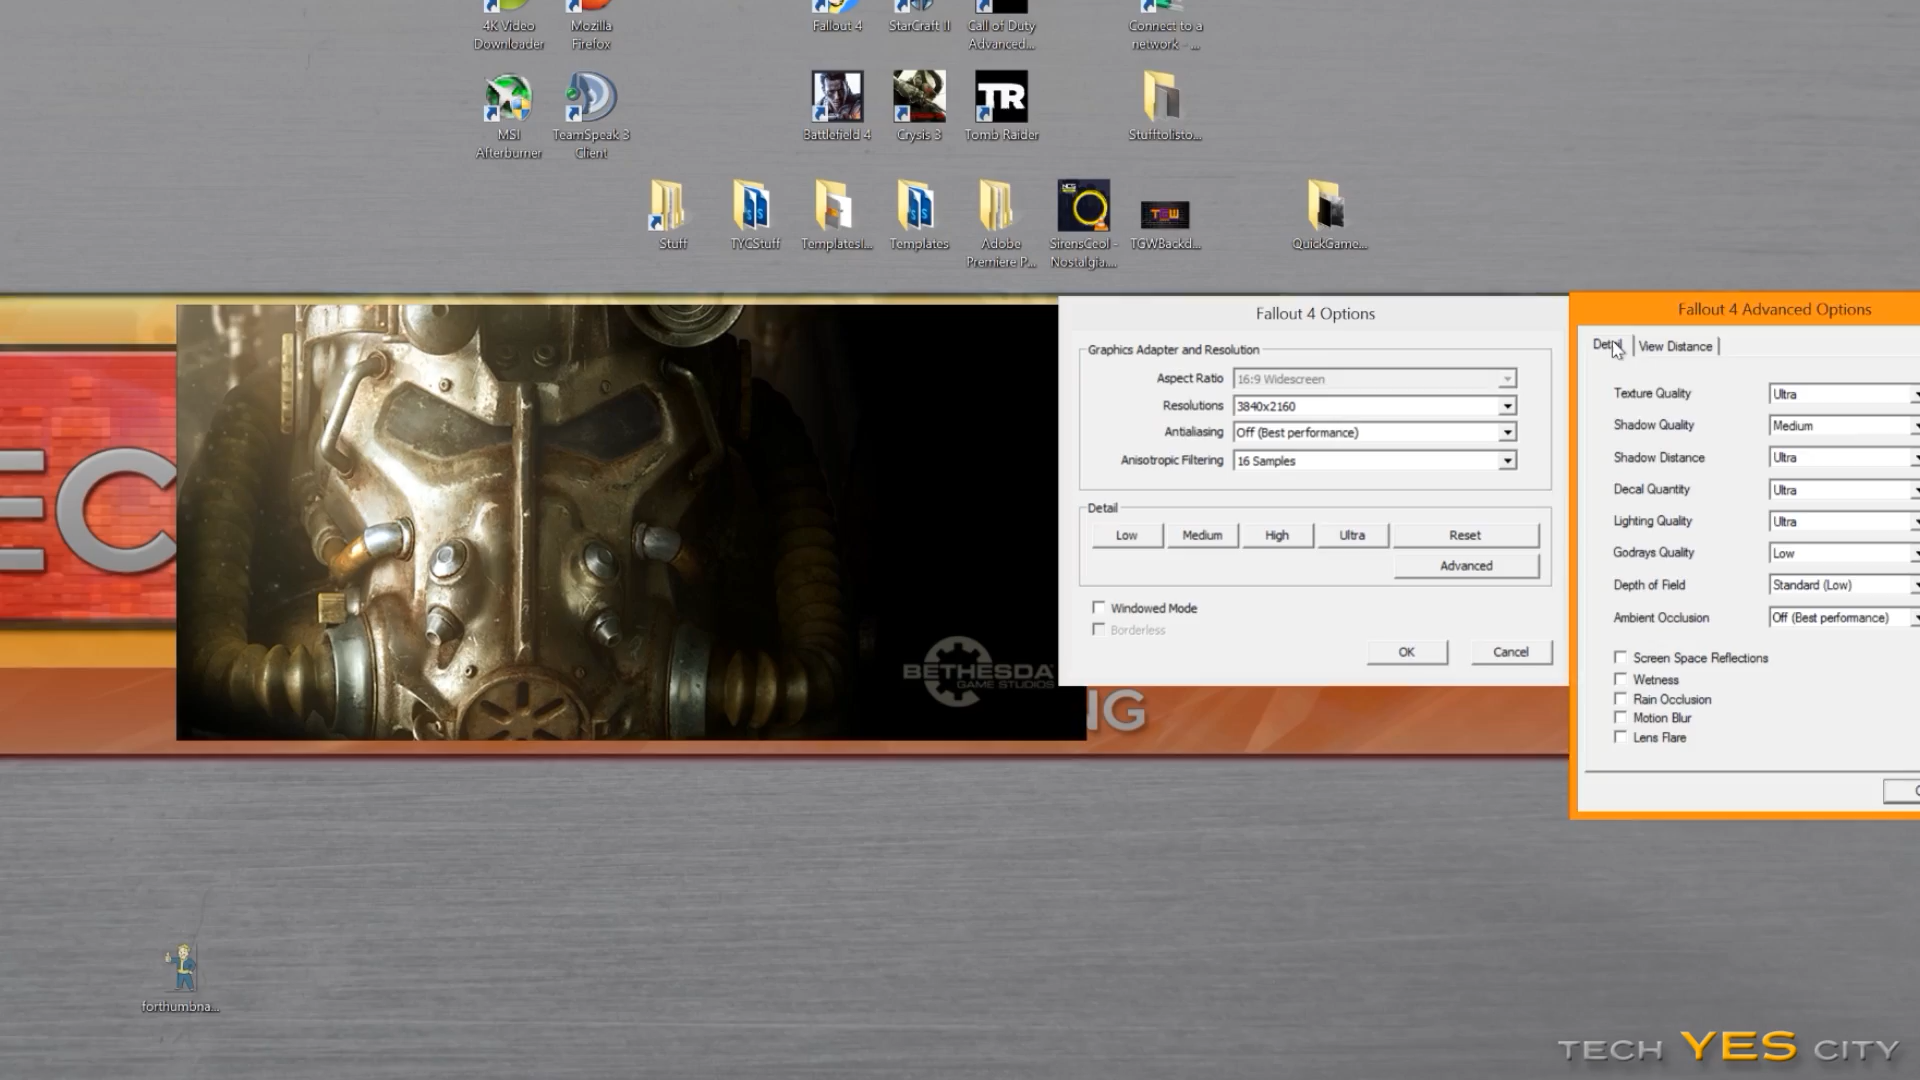 4K Video
Downloader
Mozilla
Firefox
Fallout 4
StarCraft II
Call of Duty
Advanced...
Connect to a
network - ...
MSI
Afterburner
TeamSpeak 3
Client
Battlefield 4
Crysis 3
TR
Tomb Raider
Stufftolisto...
Stuff
TYCStuff
TemplatesI...
Templates
Adobe
Premiere P...
NCG
SirensCeol -
Nostalgia....
TGW
TGWBackd...
QuickGame...
EC
NG
BETHESDA
GAME STUDIOS
Fallout 4 Options
Graphics Adapter and Resolution
Aspect Ratio 16:9 Widescreen
Resolutions 3840x2160
Antialiasing Off (Best performance)
Anisotropic Filtering 16 Samples
Detail
Low Medium High Ultra Reset
Advanced
Windowed Mode
Borderless
OK Cancel
Fallout 4 Advanced Options
Detail View Distance
Texture Quality Ultra
Shadow Quality Medium
Shadow Distance Ultra
Decal Quantity Ultra
Lighting Quality Ultra
Godrays Quality Low
Depth of Field Standard (Low)
Ambient Occlusion Off (Best performance)
Screen Space Reflections
Wetness
Rain Occlusion
Motion Blur
Lens Flare
forthumbna...
TECH YES CITY